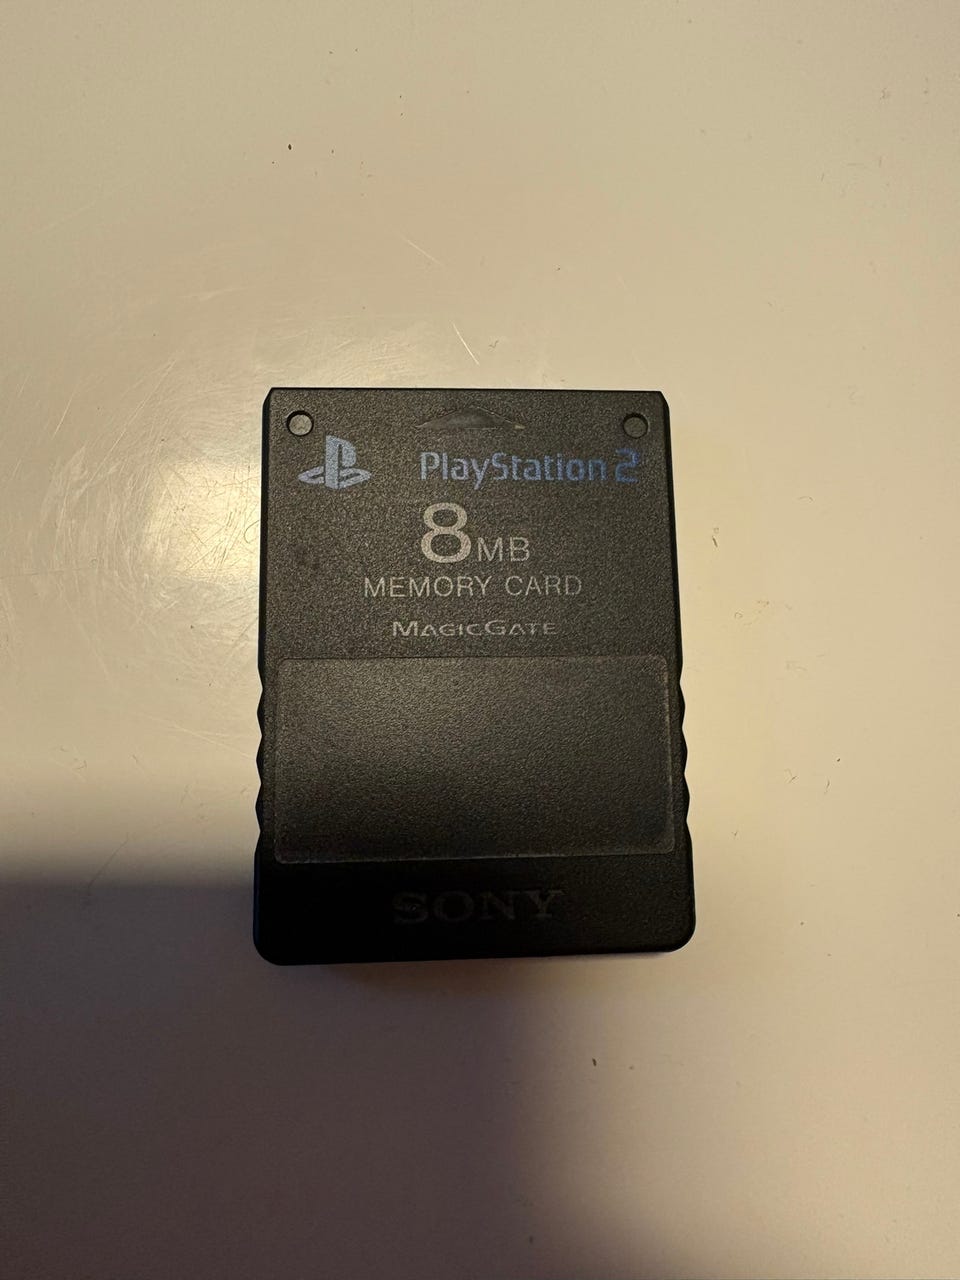 PlayStation 2
8MB
MEMORY CARD
MAGICGATE
SONY